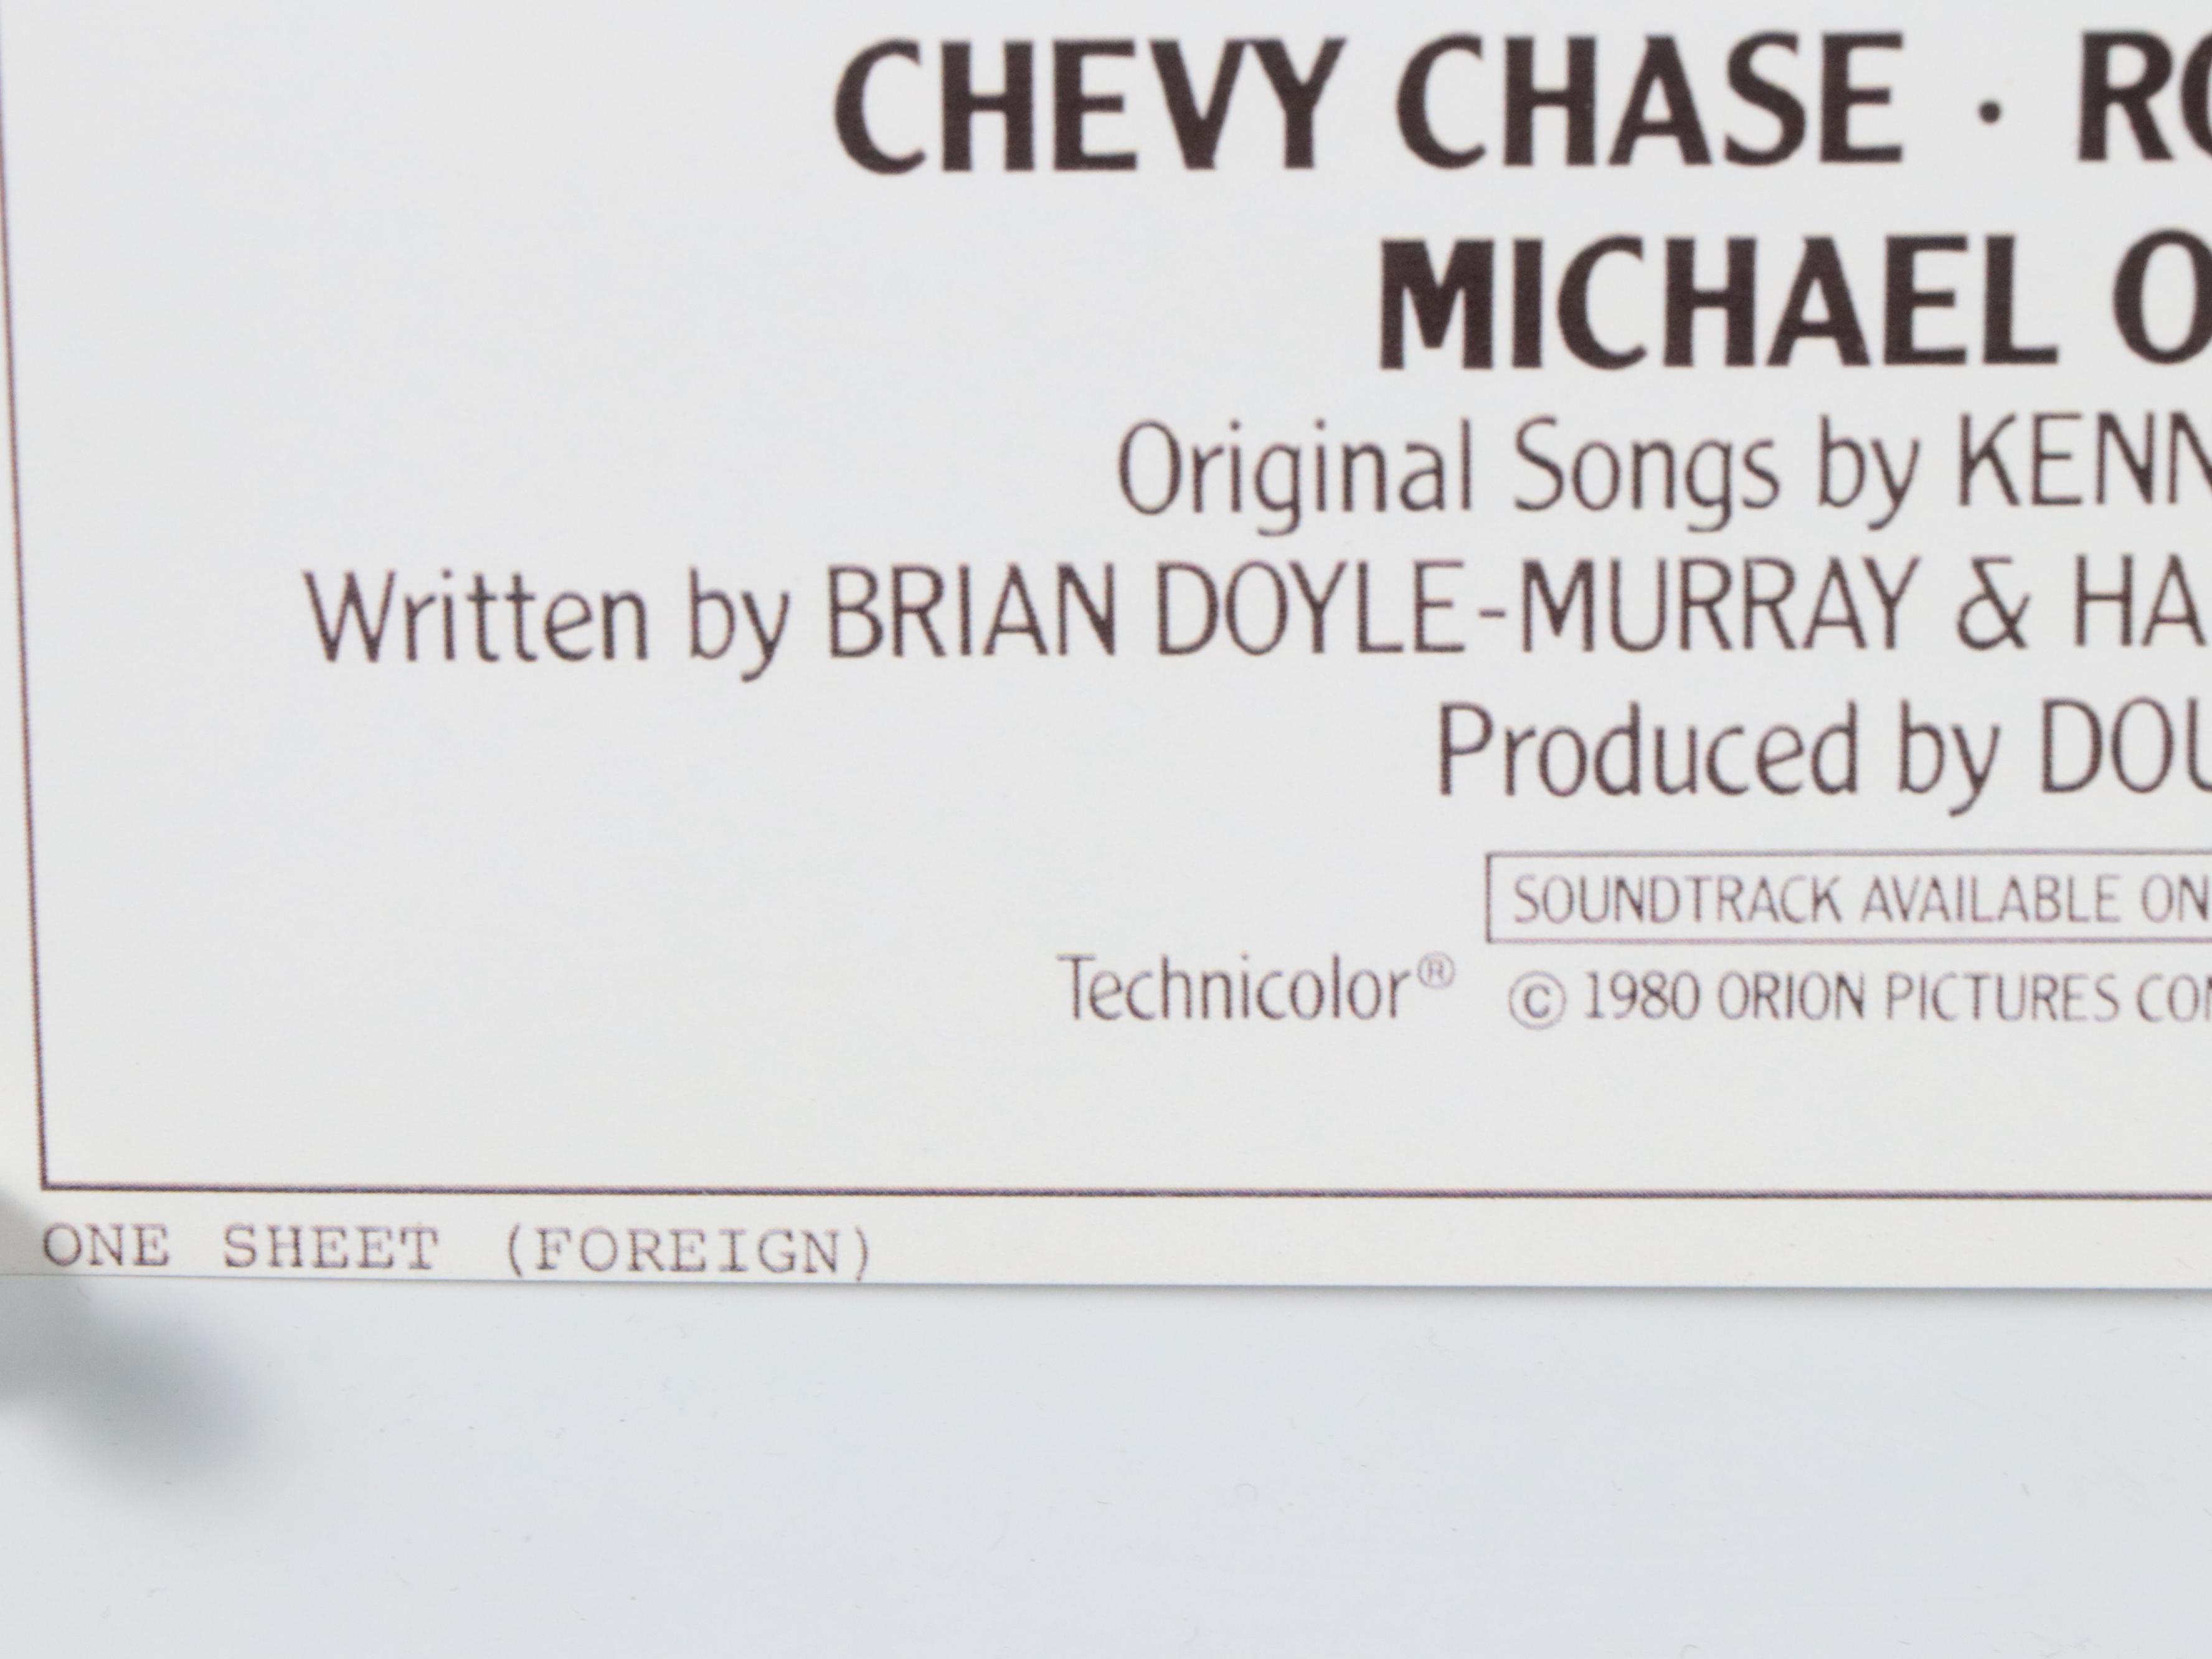 CHEVY CHASE · RO
MICHAEL O
Original Songs by KENN
Written by BRIAN DOYLE-MURRAY & HA
Produced by DOU
SOUNDTRACK AVAILABLE ON
Technicolor® © 1980 ORION PICTURES COM
ONE SHEET (FOREIGN)